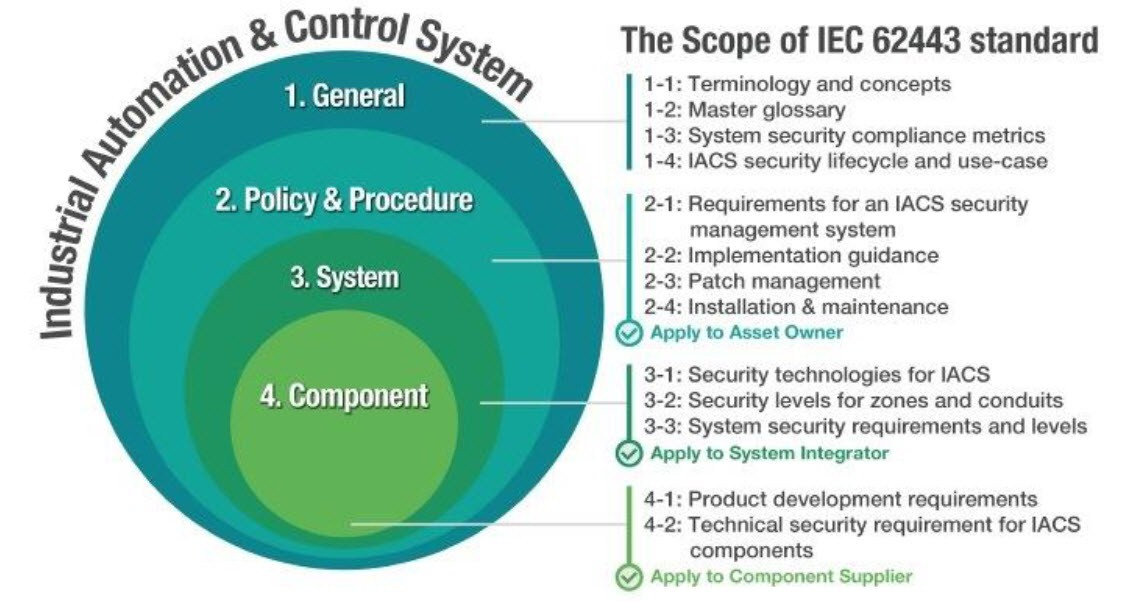 Industrial Automation & Control System
1. General
2. Policy & Procedure
3. System
4. Component
The Scope of IEC 62443 standard
1-1: Terminology and concepts
1-2: Master glossary
1-3: System security compliance metrics
1-4: IACS security lifecycle and use-case
2-1: Requirements for an IACS security
management system
2-2: Implementation guidance
2-3: Patch management
2-4: Installation & maintenance
Apply to Asset Owner
3-1: Security technologies for IACS
3-2: Security levels for zones and conduits
3-3: System security requirements and levels
Apply to System Integrator
4-1: Product development requirements
4-2: Technical security requirement for IACS
components
Apply to Component Supplier